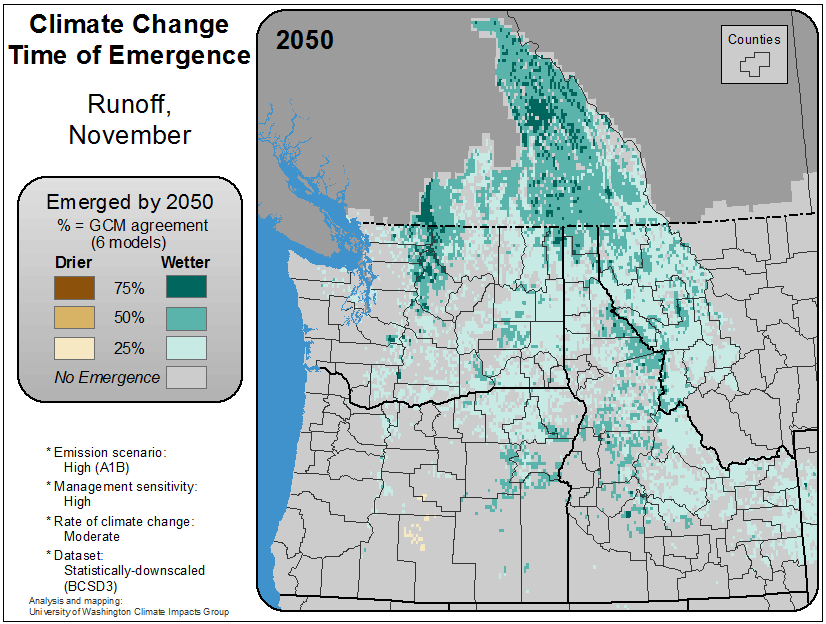 Climate Change
Time of Emergence
Runoff,
November
Emerged by 2050
% = GCM agreement
(6 models)
Drier Wetter
75%
50%
25%
No Emergence
* Emission scenario:
High (A1B)
* Management sensitivity:
High
* Rate of climate change:
Moderate
* Dataset:
Statistically-downscaled
(BCSD3)
Analysis and mapping:
University of Washington Climate Impacts Group
2050
Counties